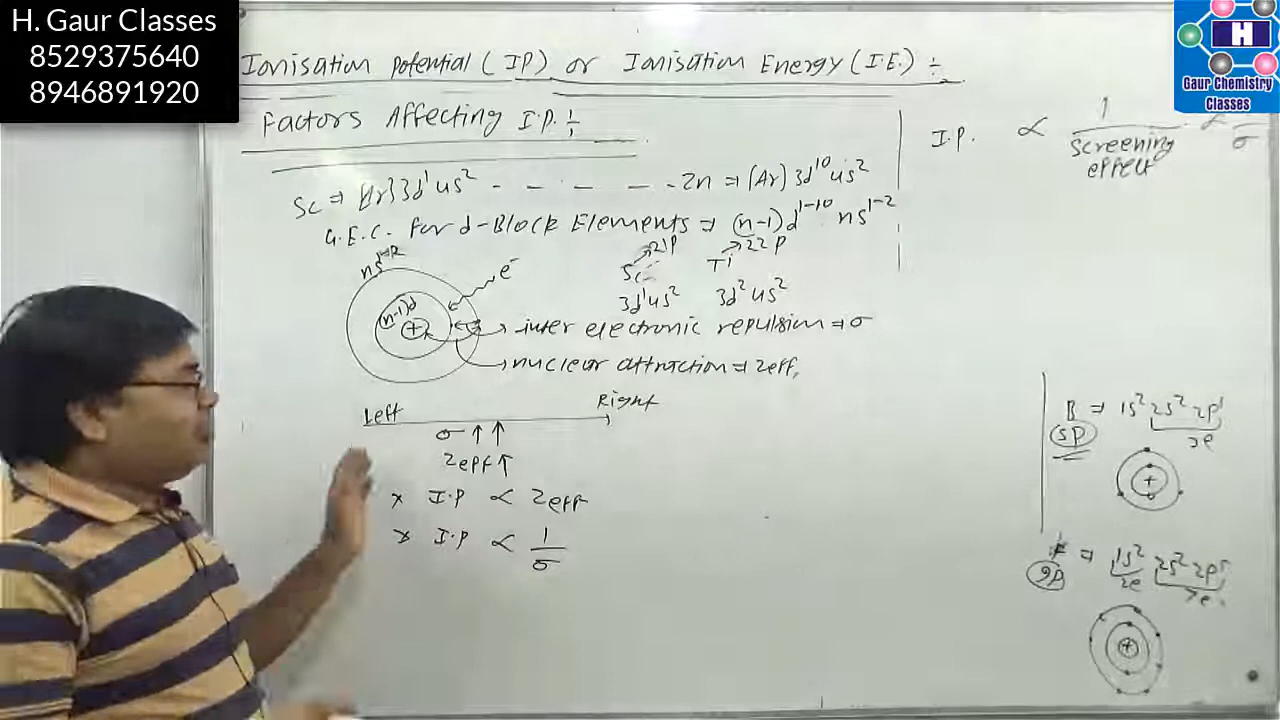 H. Gaur Classes
8529375640
8946891920
H
Gaur Chemistry
Classes
Ionisation Potential (IP) or Ionisation Energy (I.E.) ÷
Factors Affecting I.P. ÷
Sc ⇒ [Ar] 3d¹ 4s² - - - - - Zn ⇒ (Ar) 3d¹⁰ 4s²
G.E.C. for d-Block Elements ⇒ (n-1)d¹⁻¹⁰ ns¹⁻²
I.P. ∝ 1/screening effect ∝ 1/σ
Sc → 21P Ti → 22P
3d¹4s² 3d²4s²
ns¹⁻²
(n-1)d
+
e⁻
inter electronic repulsion ⇒ σ
nuclear attraction ⇒ Zeff.
Left Right
σ ↑ ↑
Zeff ↑
* I.P ∝ Zeff
* I.P ∝ 1/σ
B ⇒ 1s² 2s² 2p¹
5P 3e
+
F ⇒ 1s² 2s² 2p⁵
9P 2e 7e
+